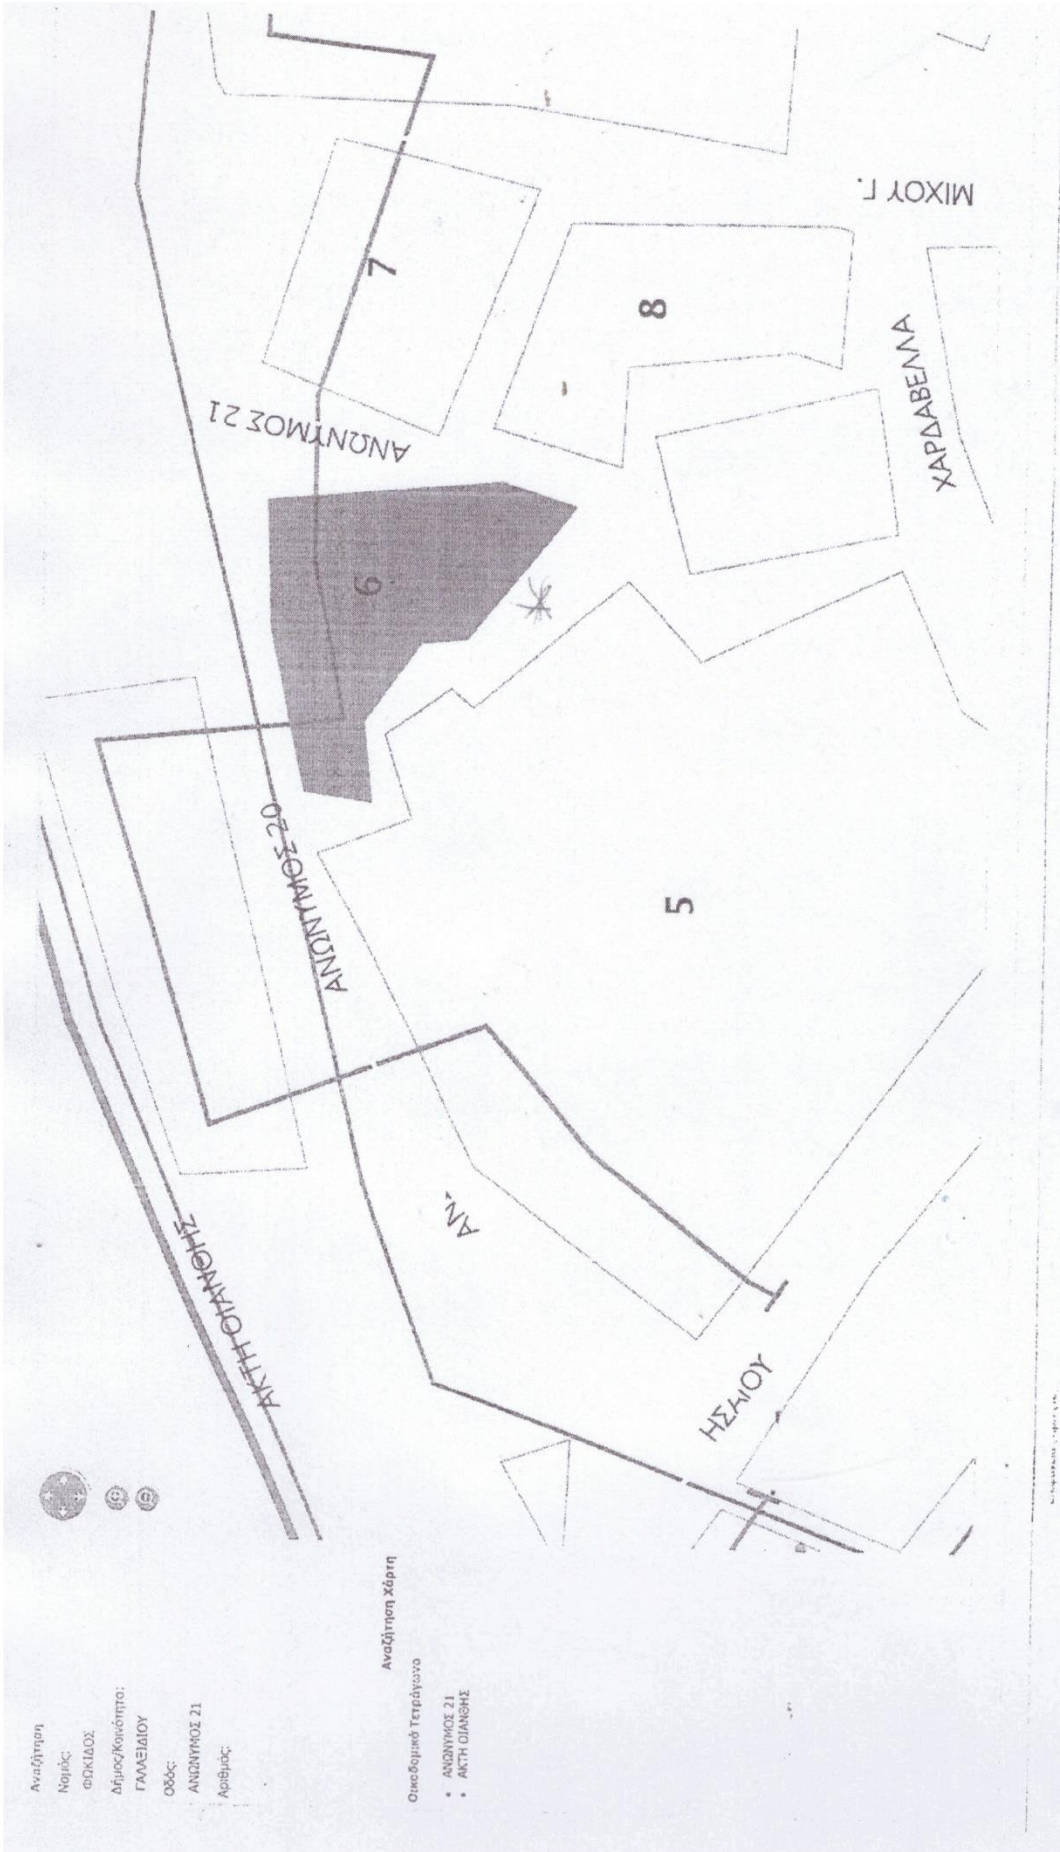 Αναζήτηση
Νομός:
ΦΩΚΙΔΟΣ
Δήμος/Κοινότητα:
ΓΑΛΑΞΙΔΙΟΥ
Οδός:
ΑΝΩΝΥΜΟΣ 21
Αριθμός:
Αναζήτηση Χάρτη
Οικοδομικό Τετράγωνο
• ΑΝΩΝΥΜΟΣ 21
• ΑΚΤΗ ΟΙΑΝΘΗΣ
ΑΚΤΗ ΟΙΑΝΘΗΣ
ΑΝΩΝΥΜΟΣ 20
ΑΝΩΝΥΜΟΣ 21
7
6
8
5
ΑΝ'
ΗΣΑΙΟΥ
ΜΙΧΟΥ Γ.
ΧΑΡΔΑΒΕΛΛΑ